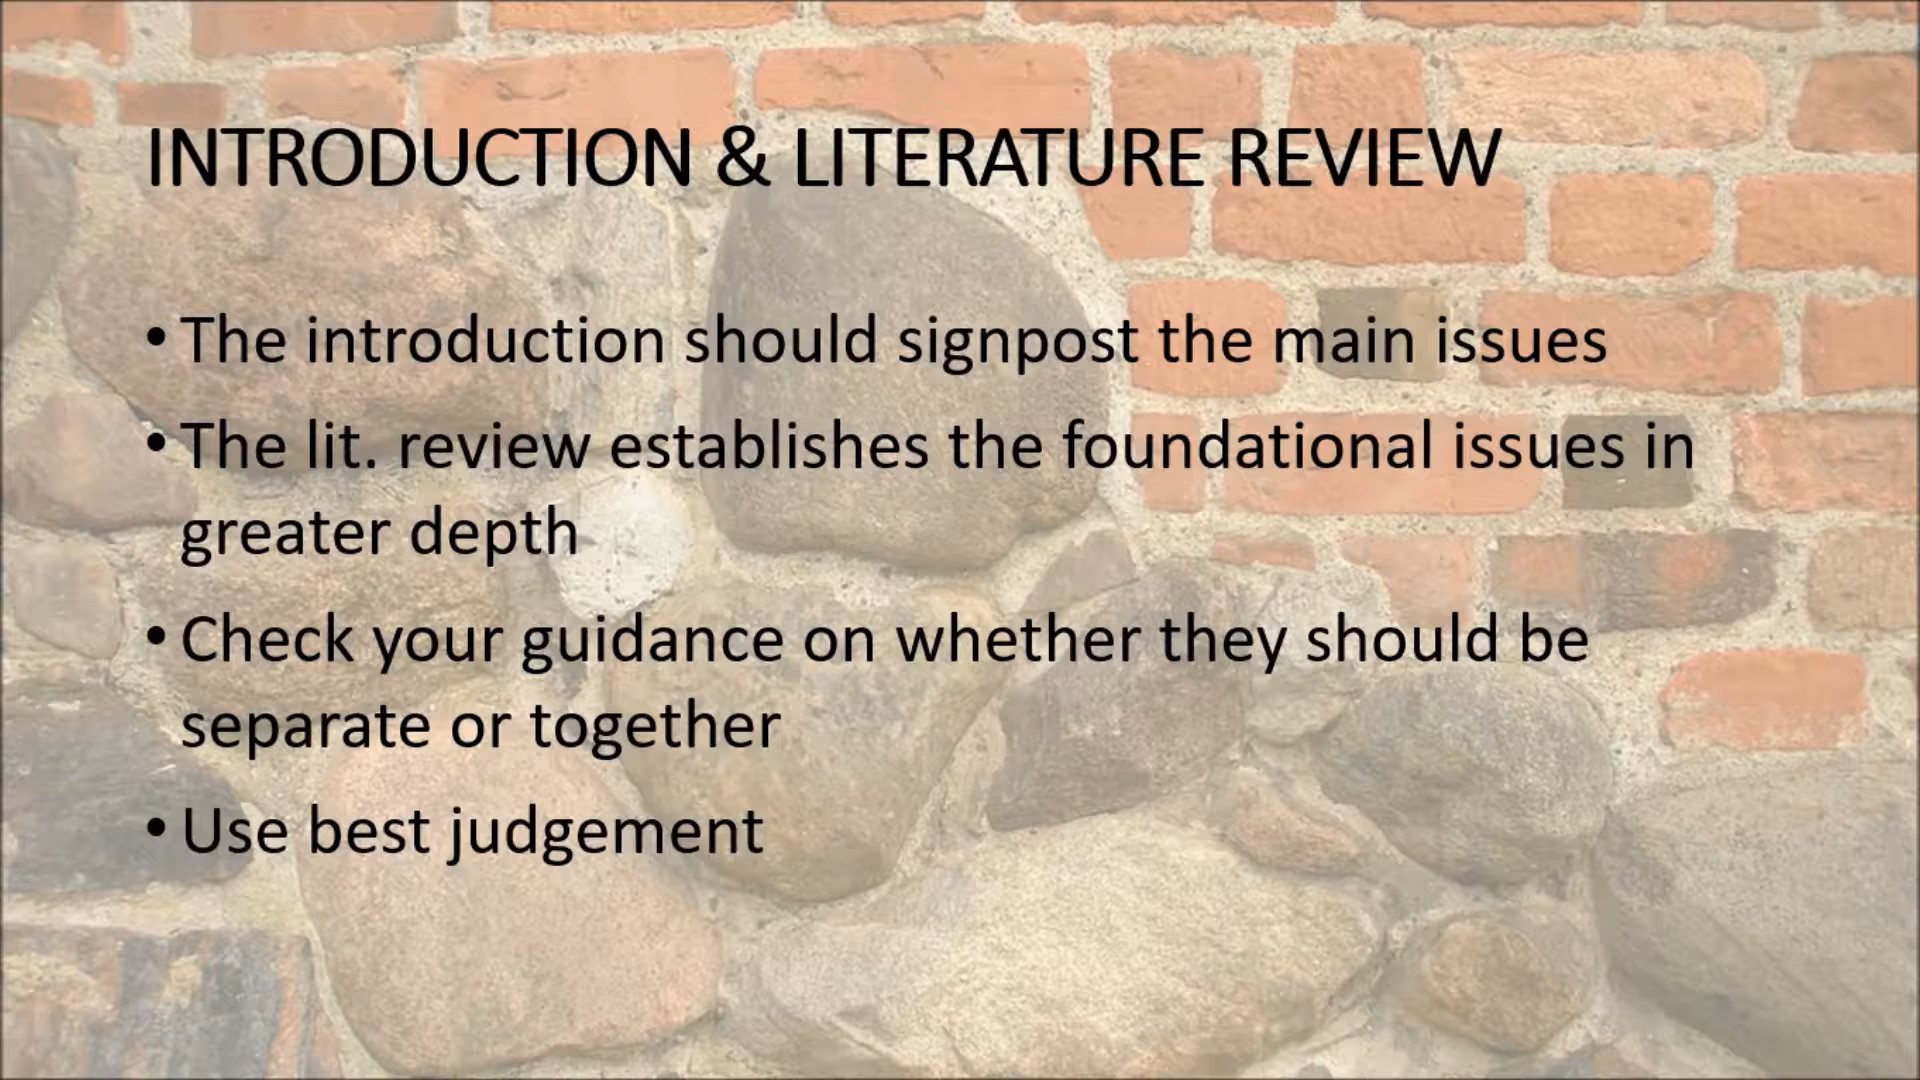 INTRODUCTION & LITERATURE REVIEW
• The introduction should signpost the main issues
• The lit. review establishes the foundational issues in
greater depth
• Check your guidance on whether they should be
separate or together
• Use best judgement